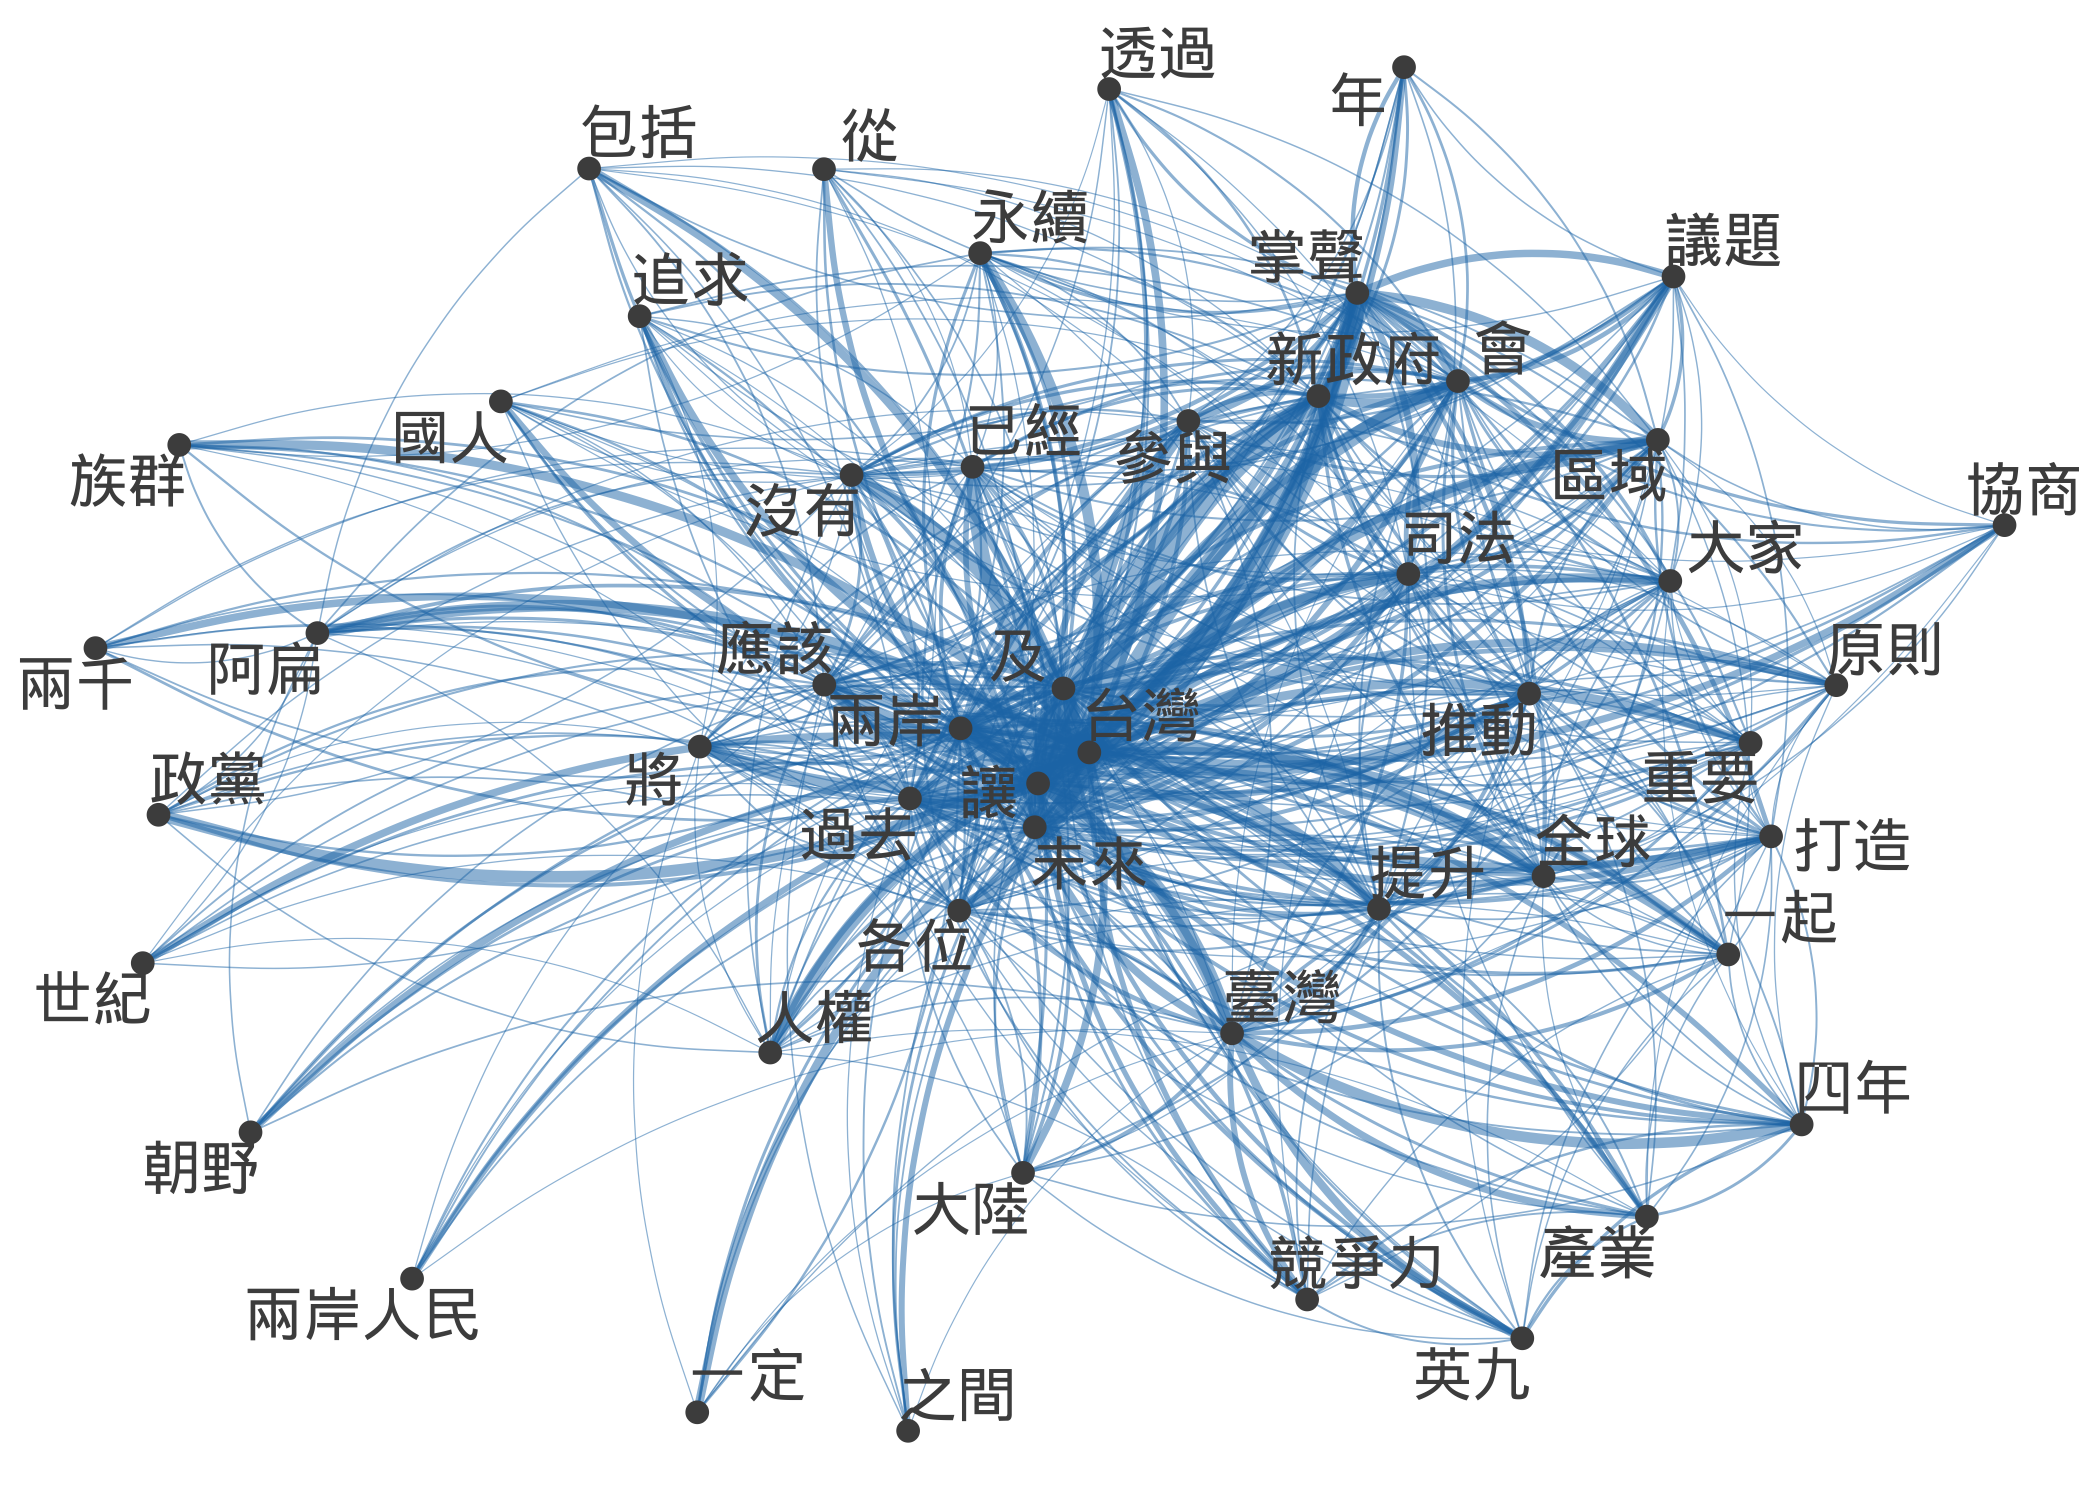 透過
年
包括
從
永續
掌聲
議題
追求
新政府
會
國人
已經
參與
族群
區域
協商
沒有
司法
大家
應該
及
原則
兩千
阿扁
兩岸
台灣
推動
將
政黨
讓
重要
過去
未來
全球
提升
打造
一起
各位
世紀
臺灣
人權
四年
朝野
大陸
競爭力
產業
兩岸人民
一定
之間
英九